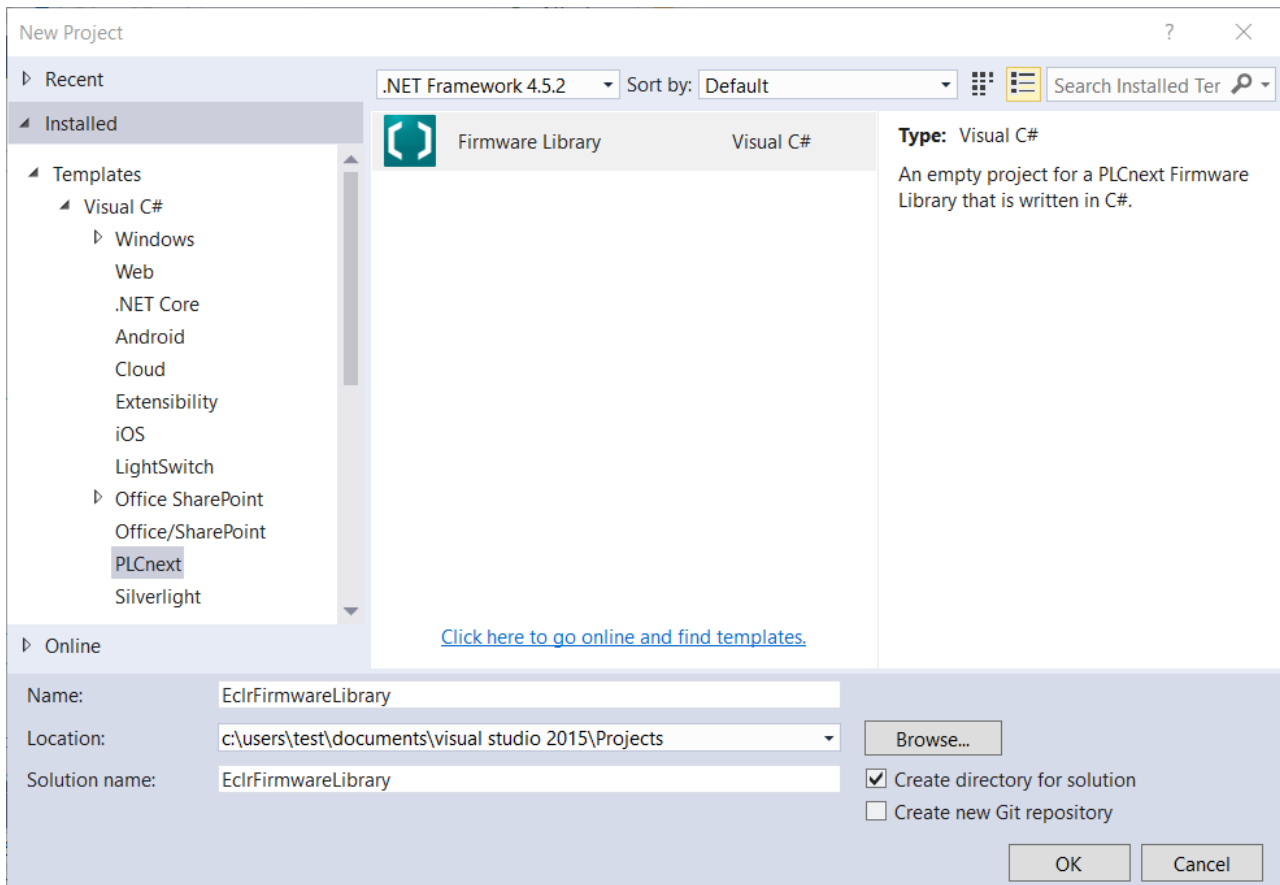 New Project
Recent
.NET Framework 4.5.2 Sort by: Default Search Installed Ter
Installed
Templates
Visual C#
Windows
Web
.NET Core
Android
Cloud
Extensibility
iOS
LightSwitch
Office SharePoint
Office/SharePoint
PLCnext
Silverlight
Online
Firmware Library Visual C#
Click here to go online and find templates.
Type: Visual C#
An empty project for a PLCnext Firmware
Library that is written in C#.
Name: EclrFirmwareLibrary
Location: c:\users\test\documents\visual studio 2015\Projects Browse...
Solution name: EclrFirmwareLibrary
Create directory for solution
Create new Git repository
OK Cancel